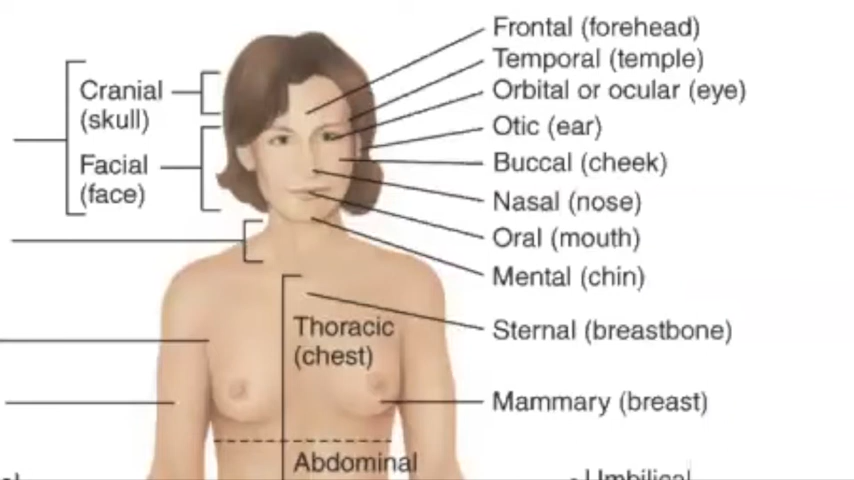 Frontal (forehead)
Temporal (temple)
Orbital or ocular (eye)
Cranial
(skull)
Otic (ear)
Buccal (cheek)
Facial
(face)
Nasal (nose)
Oral (mouth)
Mental (chin)
Thoracic
(chest)
Sternal (breastbone)
Mammary (breast)
Abdominal
Umbilical